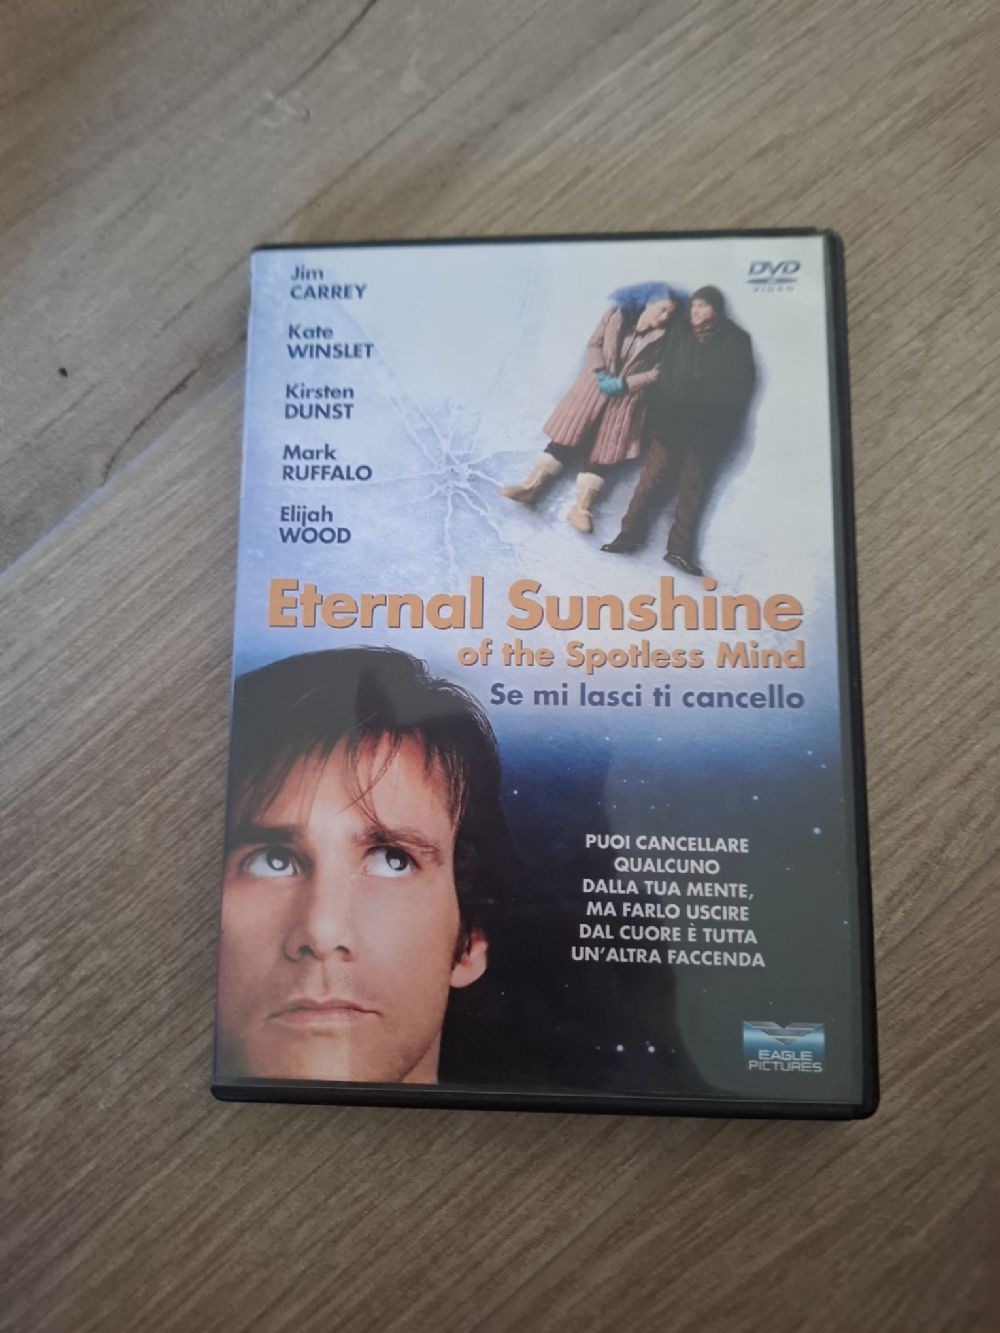 Jim
CARREY
Kate
WINSLET
Kirsten
DUNST
Mark
RUFFALO
Elijah
WOOD
DVD
VIDEO
Eternal Sunshine
of the Spotless Mind
Se mi lasci ti cancello
PUOI CANCELLARE
QUALCUNO
DALLA TUA MENTE,
MA FARLO USCIRE
DAL CUORE È TUTTA
UN'ALTRA FACCENDA
EAGLE
PICTURES